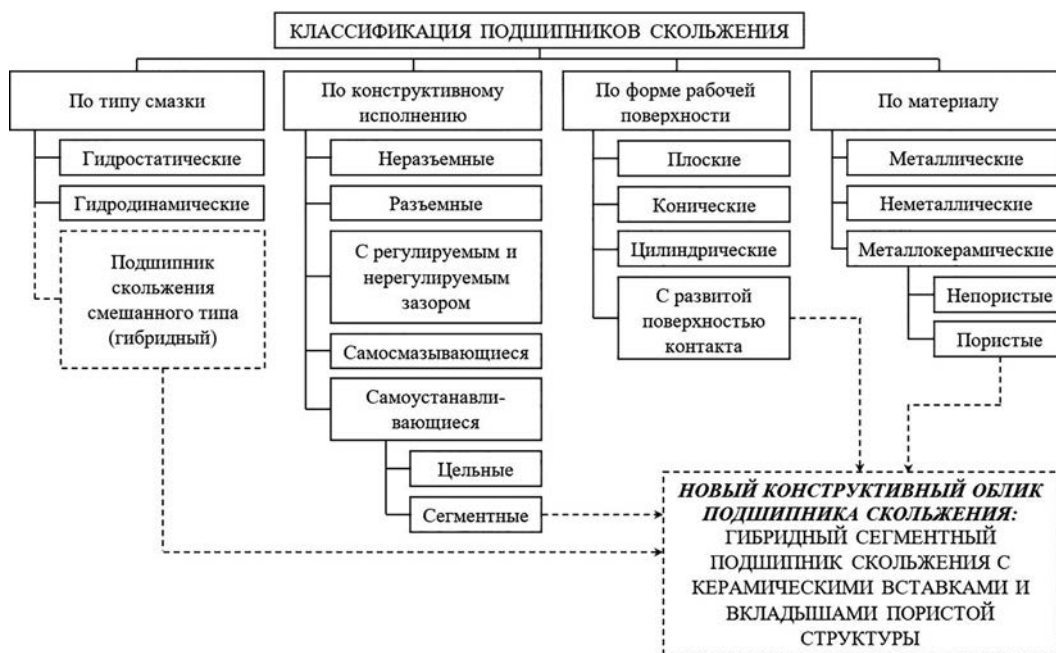 КЛАССИФИКАЦИЯ ПОДШИПНИКОВ СКОЛЬЖЕНИЯ
По типу смазки
Гидростатические
Гидродинамические
Подшипник
скольжения
смешанного типа
(гибридный)
По конструктивному
исполнению
Неразъемные
Разъемные
С регулируемым и
нерегулируемым
зазором
Самосмазывающиеся
Самоустанавли-
вающиеся
Цельные
Сегментные
По форме рабочей
поверхности
Плоские
Конические
Цилиндрические
С развитой
поверхностью
контакта
По материалу
Металлические
Неметаллические
Металлокерамические
Непористые
Пористые
НОВЫЙ КОНСТРУКТИВНЫЙ ОБЛИК
ПОДШИПНИКА СКОЛЬЖЕНИЯ:
ГИБРИДНЫЙ СЕГМЕНТНЫЙ
ПОДШИПНИК СКОЛЬЖЕНИЯ С
КЕРАМИЧЕСКИМИ ВСТАВКАМИ И
ВКЛАДЫШАМИ ПОРИСТОЙ
СТРУКТУРЫ